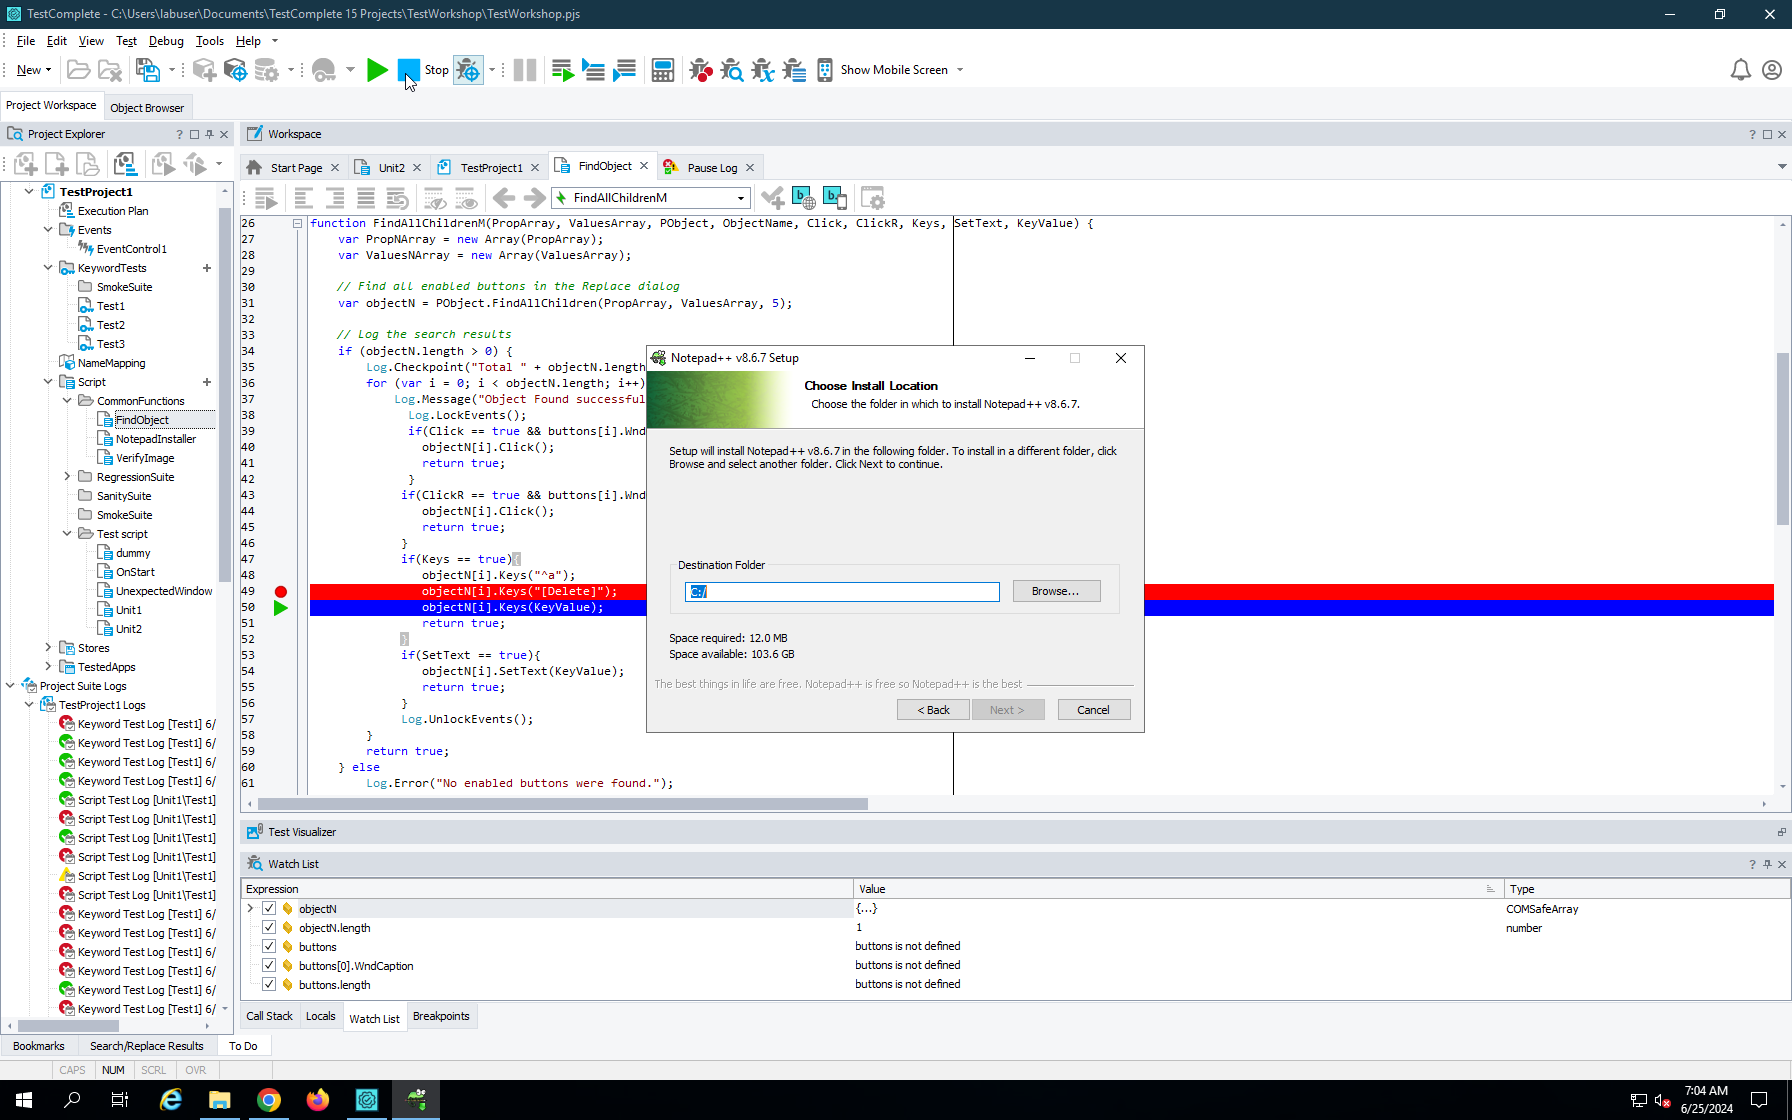 TestComplete - C:\Users\labuser\Documents\TestComplete 15 Projects\TestWorkshop\TestWorkshop.pjs
File Edit View Test Debug Tools Help
New Stop Show Mobile Screen
Project Workspace Object Browser
Project Explorer
Workspace
Start Page Unit2 TestProject1 FindObject Pause Log
FindAllChildrenM
TestProject1
Execution Plan
Events
EventControl1
KeywordTests
SmokeSuite
Test1
Test2
Test3
NameMapping
Script
CommonFunctions
FindObject
NotepadInstaller
VerifyImage
RegressionSuite
SanitySuite
SmokeSuite
Test script
dummy
OnStart
UnexpectedWindow
Unit1
Unit2
Stores
TestedApps
Project Suite Logs
TestProject1 Logs
Keyword Test Log [Test1] 6/
Keyword Test Log [Test1] 6/
Keyword Test Log [Test1] 6/
Keyword Test Log [Test1] 6/
Script Test Log [Unit1\Test1]
Script Test Log [Unit1\Test1]
Script Test Log [Unit1\Test1]
Script Test Log [Unit1\Test1]
Script Test Log [Unit1\Test1]
Script Test Log [Unit1\Test1]
Keyword Test Log [Test1] 6/
Keyword Test Log [Test1] 6/
Keyword Test Log [Test1] 6/
Keyword Test Log [Test1] 6/
Keyword Test Log [Test1] 6/
Keyword Test Log [Test1] 6/
26 function FindAllChildrenM(PropArray, ValuesArray, PObject, ObjectName, Click, ClickR, Keys, SetText, KeyValue) {
27 var PropNArray = new Array(PropArray);
28 var ValuesNArray = new Array(ValuesArray);
29
30 // Find all enabled buttons in the Replace dialog
31 var objectN = PObject.FindAllChildren(PropArray, ValuesArray, 5);
32
33 // Log the search results
34 if (objectN.length > 0) {
35 Log.Checkpoint("Total " + objectN.length
36 for (var i = 0; i < objectN.length; i++)
37 Log.Message("Object Found successful
38 Log.LockEvents();
39 if(Click == true && buttons[i].Wnd
40 objectN[i].Click();
41 return true;
42 }
43 if(ClickR == true && buttons[i].Wnd
44 objectN[i].Click();
45 return true;
46 }
47 if(Keys == true){
48 objectN[i].Keys("^a");
49 objectN[i].Keys("[Delete]");
50 objectN[i].Keys(KeyValue);
51 return true;
52 }
53 if(SetText == true){
54 objectN[i].SetText(KeyValue);
55 return true;
56 }
57 Log.UnlockEvents();
58 }
59 return true;
60 } else
61 Log.Error("No enabled buttons were found.");
Notepad++ v8.6.7 Setup
Choose Install Location
Choose the folder in which to install Notepad++ v8.6.7.
Setup will install Notepad++ v8.6.7 in the following folder. To install in a different folder, click
Browse and select another folder. Click Next to continue.
Destination Folder
C:/
Browse...
Space required: 12.0 MB
Space available: 103.6 GB
The best things in life are free. Notepad++ is free so Notepad++ is the best
< Back Next > Cancel
Test Visualizer
Watch List
Expression Value Type
objectN {...} COMSafeArray
objectN.length 1 number
buttons buttons is not defined
buttons[0].WndCaption buttons is not defined
buttons.length buttons is not defined
Call Stack Locals Watch List Breakpoints
Bookmarks Search/Replace Results To Do
CAPS NUM SCRL OVR
7:04 AM
6/25/2024